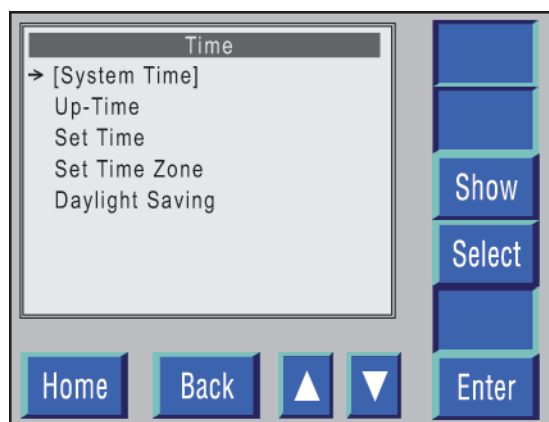 Time
→ [System Time]
Up-Time
Set Time
Set Time Zone
Daylight Saving
Show
Select
Home
Back
Enter